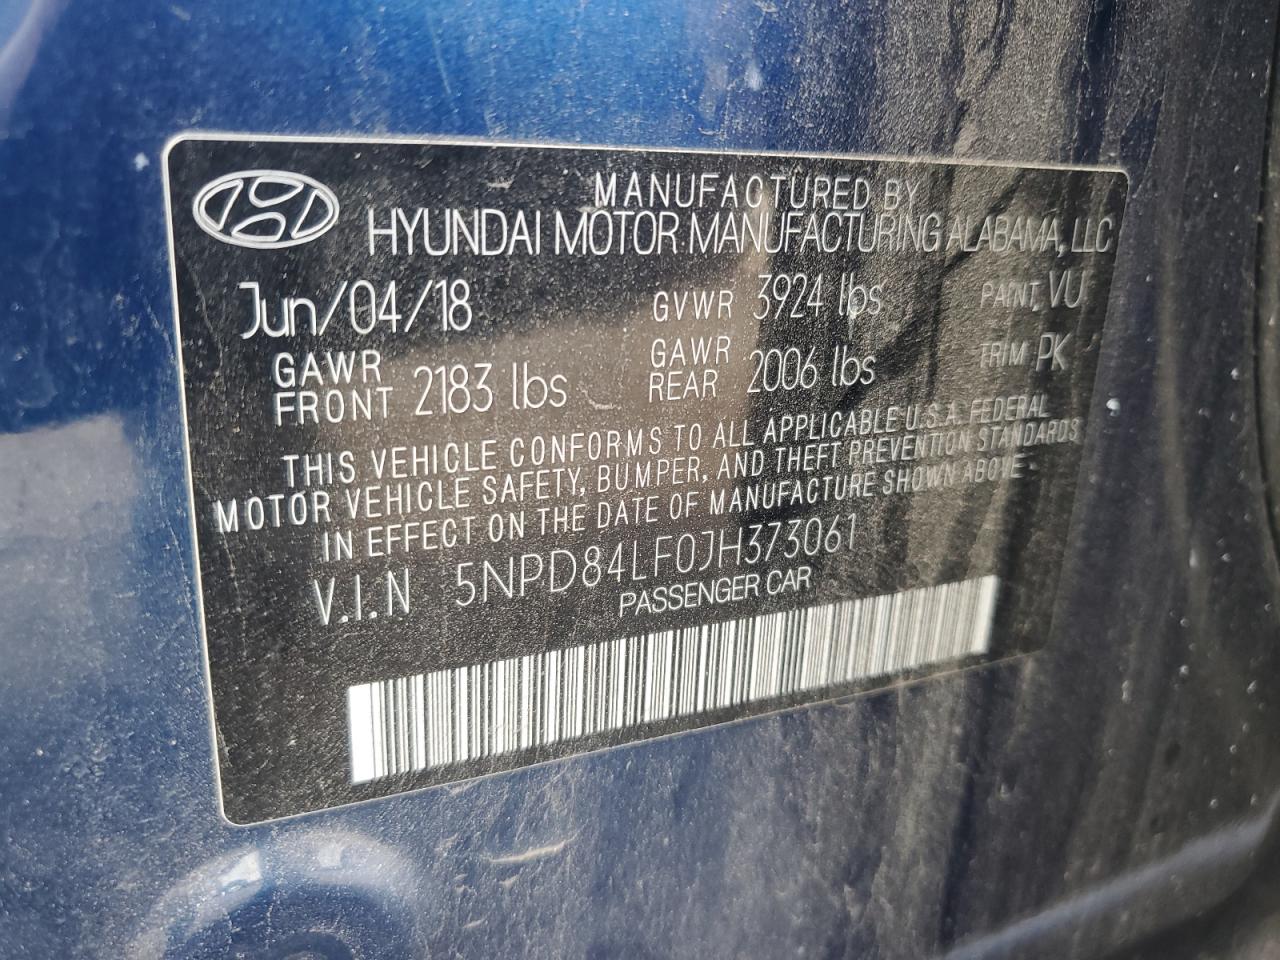 MANUFACTURED BY
HYUNDAI MOTOR MANUFACTURING ALABAMA, LLC
Jun/04/18 GVWR 3924 lbs PAINT VU
GAWR FRONT 2183 lbs GAWR REAR 2006 lbs TRIM PK
THIS VEHICLE CONFORMS TO ALL APPLICABLE U.S.A. FEDERAL
MOTOR VEHICLE SAFETY, BUMPER, AND THEFT PREVENTION STANDARDS
IN EFFECT ON THE DATE OF MANUFACTURE SHOWN ABOVE.
V.I.N 5NPD84LF0JH373061
PASSENGER CAR